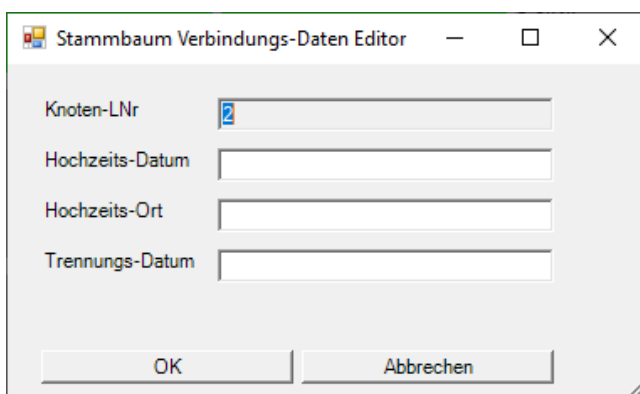 Stammbaum Verbindungs-Daten Editor
Knoten-LNr 2
Hochzeits-Datum
Hochzeits-Ort
Trennungs-Datum
OK Abbrechen